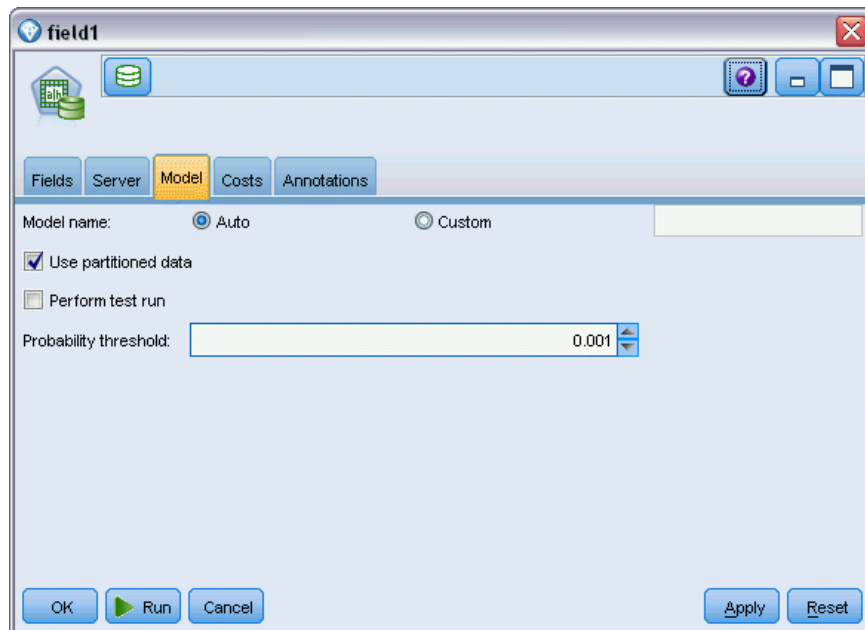 field1
a|b
?
Fields Server Model Costs Annotations
Model name: Auto Custom
Use partitioned data
Perform test run
Probability threshold: 0.001
OK Run Cancel Apply Reset